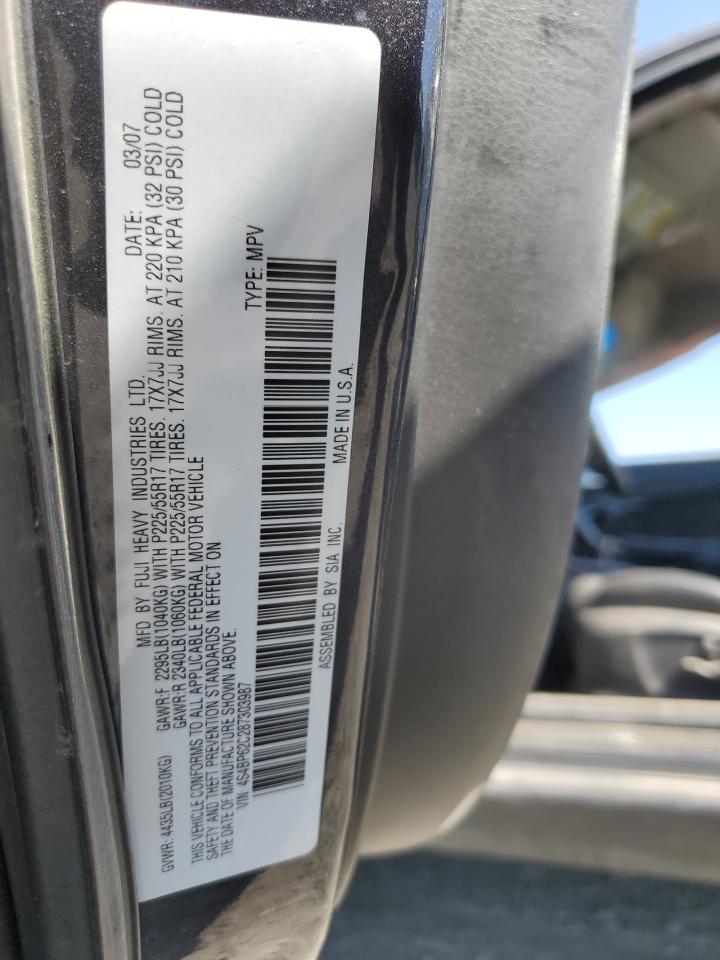 MFD BY FUJI HEAVY INDUSTRIES LTD. DATE: 03/07
GAWR:F 2295LB(1040KG) WITH P225/55R17 TIRES. 17X7JJ RIMS. AT 220 KPA (32 PSI) COLD
GVWR: 4435LB(2010KG) GAWR:R 2340LB(1060KG) WITH P225/55R17 TIRES. 17X7JJ RIMS. AT 210 KPA (30 PSI) COLD
THIS VEHICLE CONFORMS TO ALL APPLICABLE FEDERAL MOTOR VEHICLE
SAFETY AND THEFT PREVENTION STANDARDS IN EFFECT ON
THE DATE OF MANUFACTURE SHOWN ABOVE.
VIN: 4S4BP62C287303987 TYPE: MPV
ASSEMBLED BY SIA INC. MADE IN U.S.A.